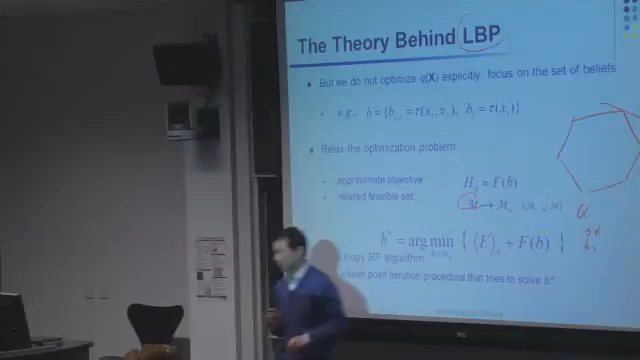 The Theory Behind LBP
But we do not optimize q(X) explicitly, focus on the set of beliefs
e.g., b = {b_{i,j} = τ(x_i, x_j), b_i = τ(x_i)}
Relax the optimization problem
approximate objective: H_q = F(b)
relaxed feasible set: M → M_o (M_o ⊇ M)
b* = arg min { ⟨E⟩_b + F(b) }
loopy BP algorithm
fixed point iteration procedure that tries to solve b*